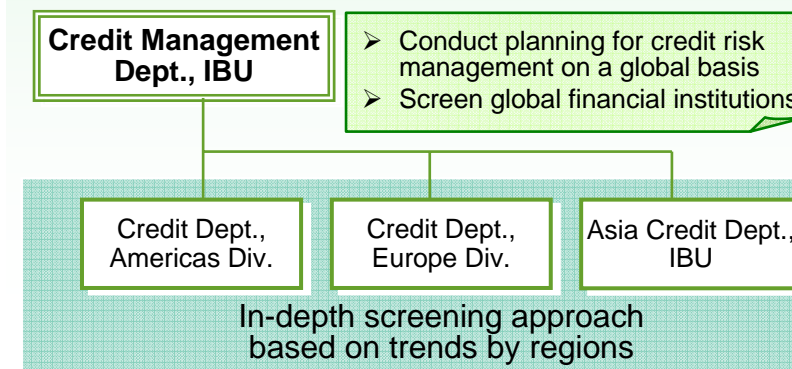 Credit Management
Dept., IBU
➢ Conduct planning for credit risk
management on a global basis
➢ Screen global financial institutions
Credit Dept.,
Americas Div.
Credit Dept.,
Europe Div.
Asia Credit Dept.,
IBU
In-depth screening approach
based on trends by regions